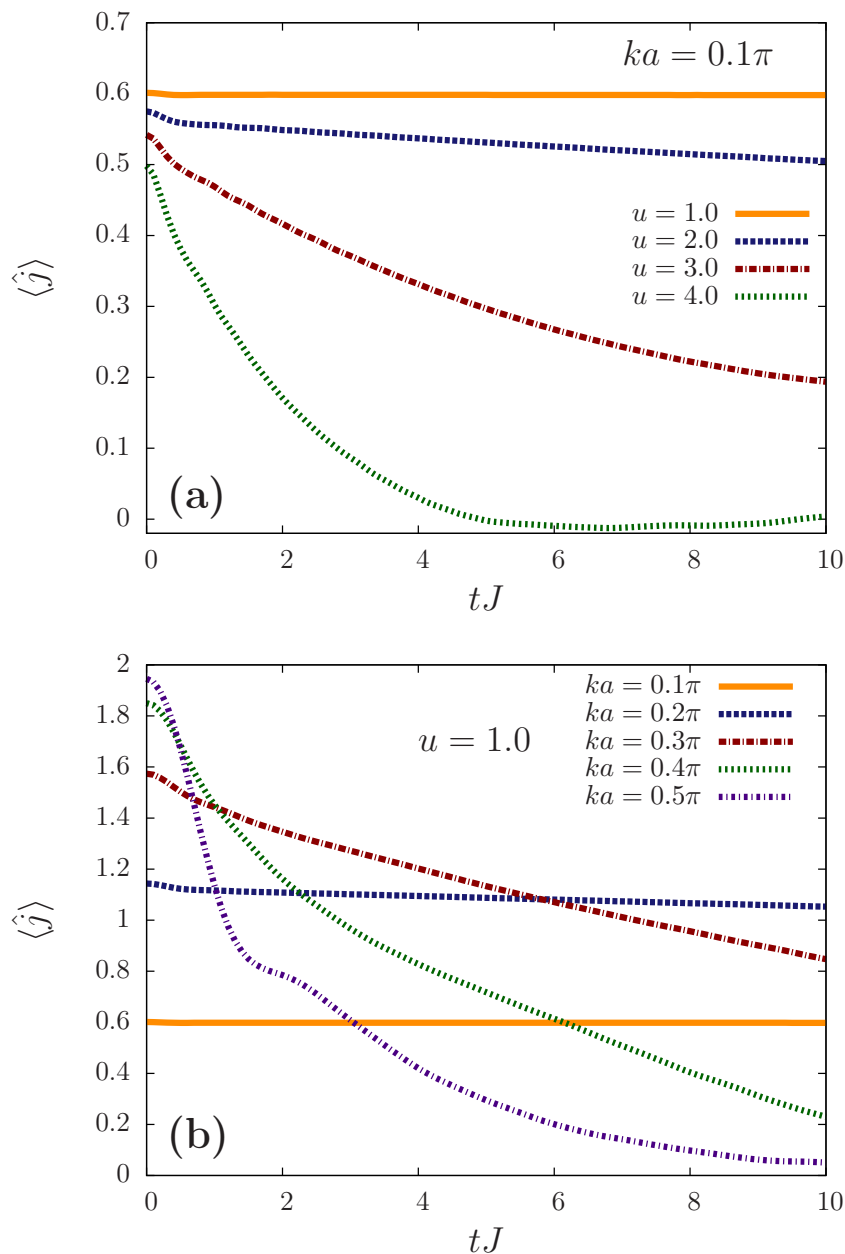 0.7
ka = 0.1π
0.6
0.5
0.4
0.3
0.2
0.1
0
⟨ĵ⟩
u = 1.0
u = 2.0
u = 3.0
u = 4.0
(a)
0 2 4 6 8 10
tJ
2
1.8
1.6
1.4
1.2
1
0.8
0.6
0.4
0.2
0
⟨ĵ⟩
ka = 0.1π
ka = 0.2π
ka = 0.3π
ka = 0.4π
ka = 0.5π
u = 1.0
(b)
0 2 4 6 8 10
tJ